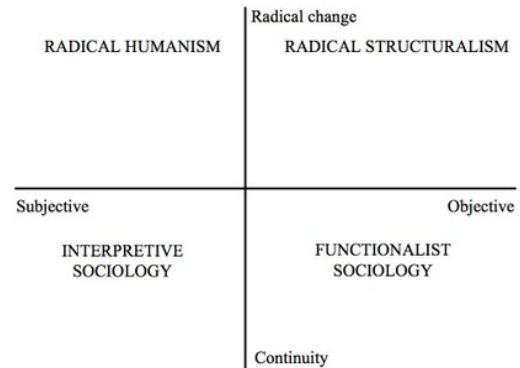 Radical change
RADICAL HUMANISM
RADICAL STRUCTURALISM
Subjective
Objective
INTERPRETIVE
SOCIOLOGY
FUNCTIONALIST
SOCIOLOGY
Continuity